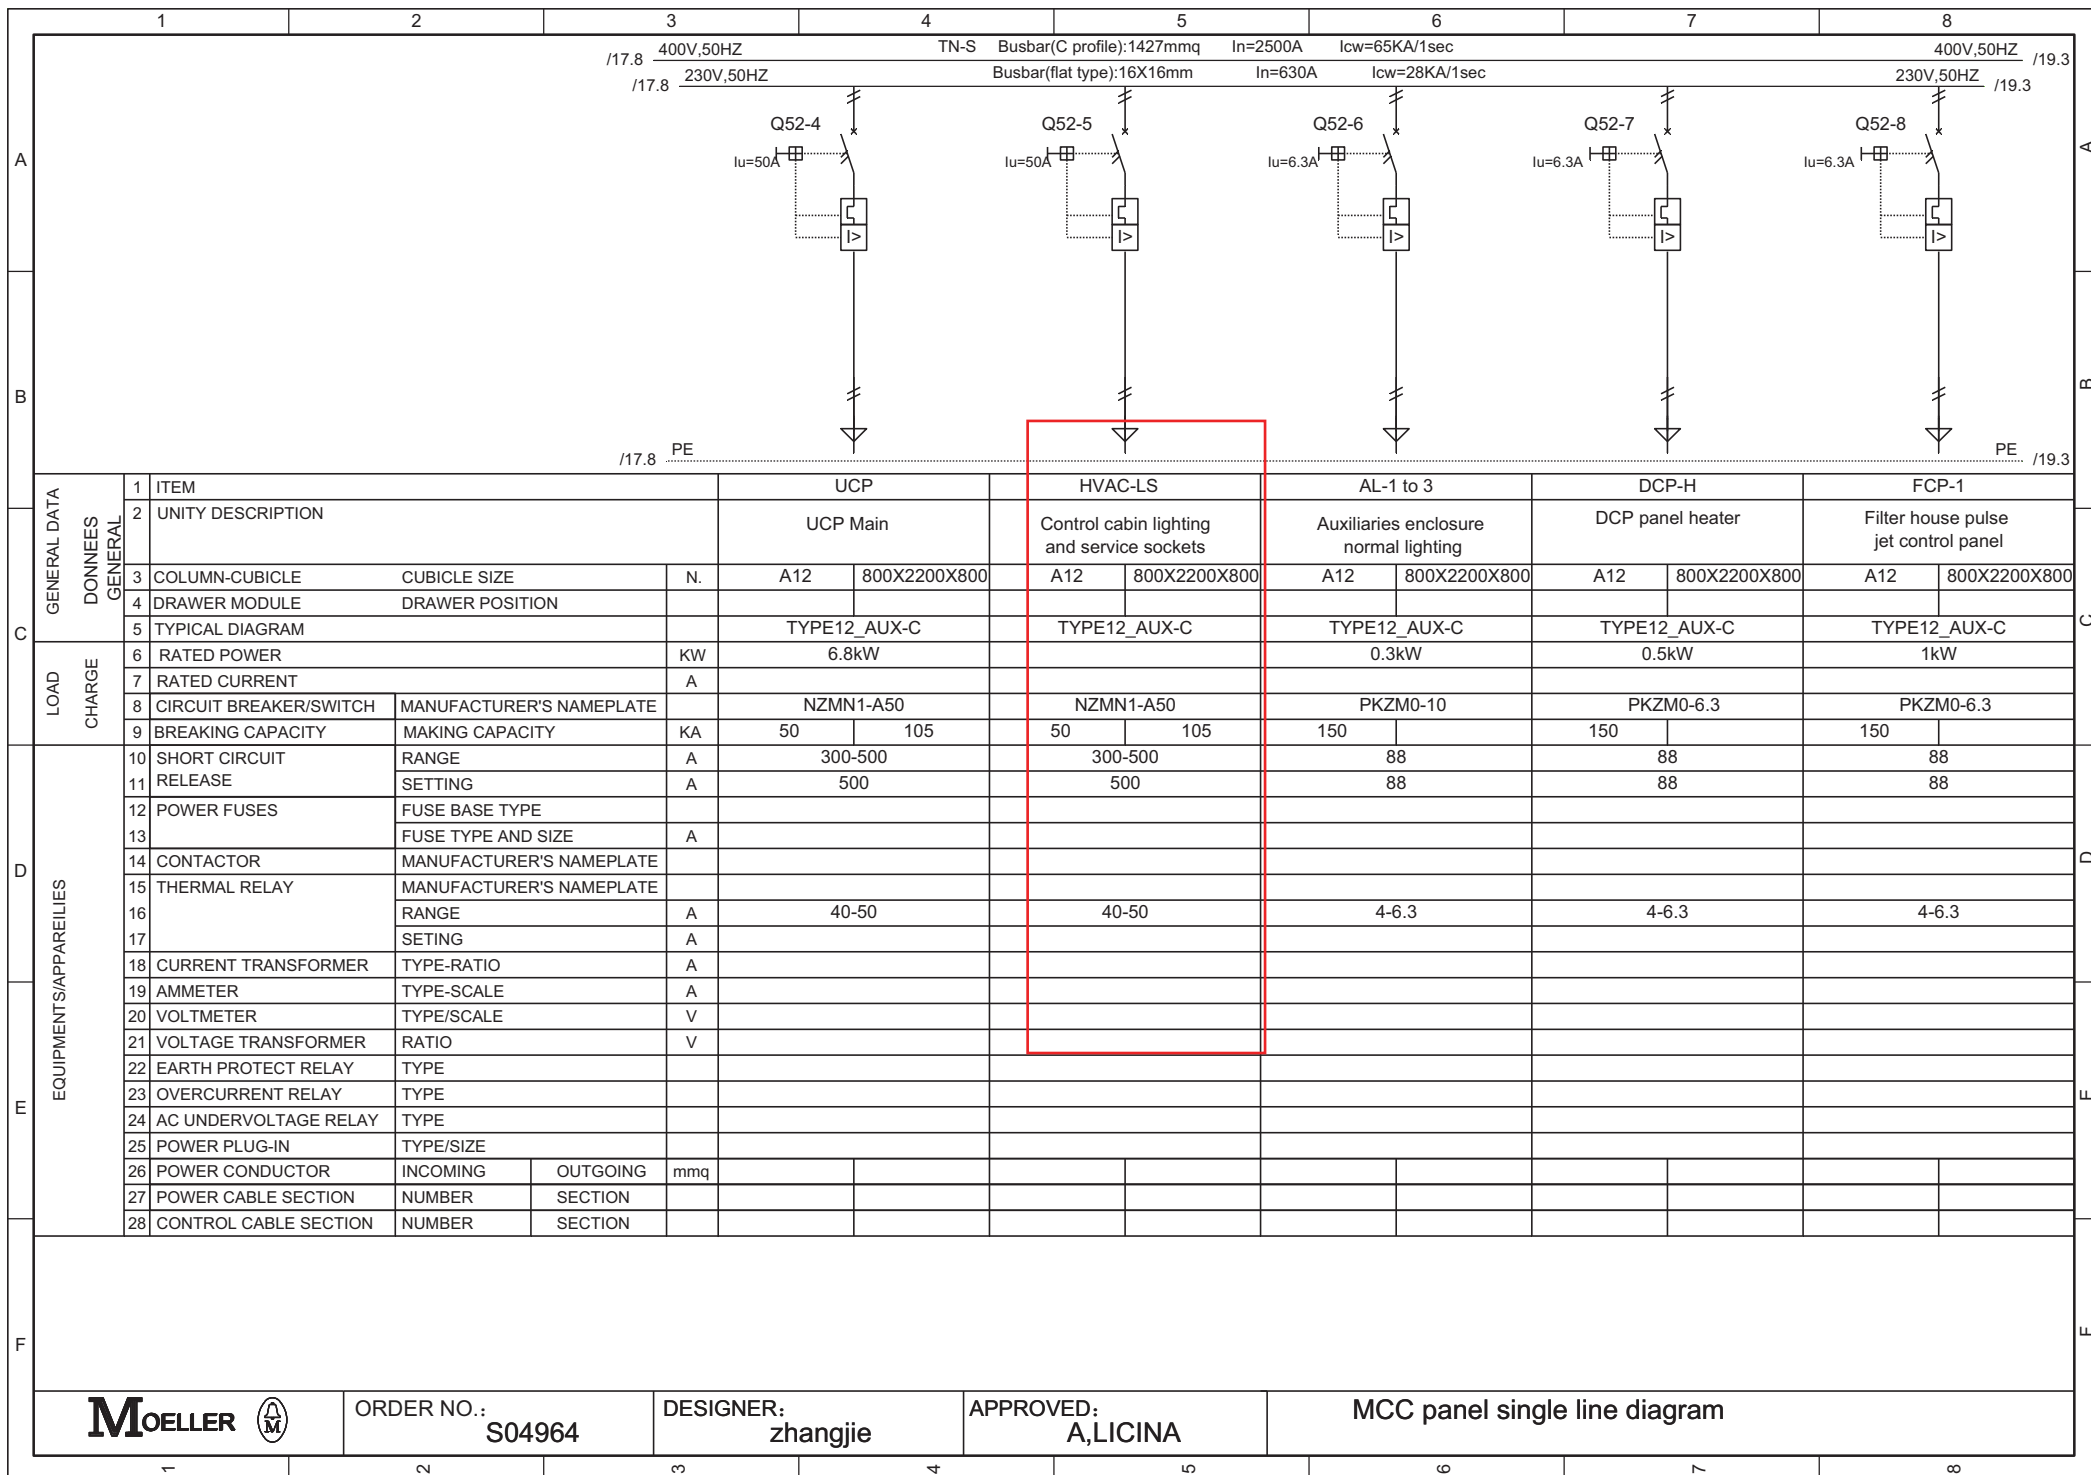 1 2 3 4 5 6 7 8
/17.8 400V,50HZ TN-S Busbar(C profile):1427mmq In=2500A Icw=65KA/1sec 400V,50HZ /19.3
/17.8 230V,50HZ Busbar(flat type):16X16mm In=630A Icw=28KA/1sec 230V,50HZ /19.3
Q52-4 Q52-5 Q52-6 Q52-7 Q52-8
A Iu=50A Iu=50A Iu=6.3A Iu=6.3A Iu=6.3A A
I> I> I> I> I>
B B
/17.8 PE PE /19.3
GENERAL DATA
DONNEES GENERAL
1 ITEM UCP HVAC-LS AL-1 to 3 DCP-H FCP-1
2 UNITY DESCRIPTION UCP Main Control cabin lighting and service sockets Auxiliaries enclosure normal lighting DCP panel heater Filter house pulse jet control panel
3 COLUMN-CUBICLE CUBICLE SIZE N. A12 800X2200X800 A12 800X2200X800 A12 800X2200X800 A12 800X2200X800 A12 800X2200X800
4 DRAWER MODULE DRAWER POSITION
C C
5 TYPICAL DIAGRAM TYPE12_AUX-C TYPE12_AUX-C TYPE12_AUX-C TYPE12_AUX-C TYPE12_AUX-C
LOAD
CHARGE
6 RATED POWER KW 6.8kW 0.3kW 0.5kW 1kW
7 RATED CURRENT A
8 CIRCUIT BREAKER/SWITCH MANUFACTURER'S NAMEPLATE NZMN1-A50 NZMN1-A50 PKZM0-10 PKZM0-6.3 PKZM0-6.3
9 BREAKING CAPACITY MAKING CAPACITY KA 50 105 50 105 150 150 150
EQUIPMENTS/APPAREILIES
10 SHORT CIRCUIT RANGE A 300-500 300-500 88 88 88
11 RELEASE SETTING A 500 500 88 88 88
12 POWER FUSES FUSE BASE TYPE
13 FUSE TYPE AND SIZE A
14 CONTACTOR MANUFACTURER'S NAMEPLATE
D D
15 THERMAL RELAY MANUFACTURER'S NAMEPLATE
16 RANGE A 40-50 40-50 4-6.3 4-6.3 4-6.3
17 SETING A
18 CURRENT TRANSFORMER TYPE-RATIO A
19 AMMETER TYPE-SCALE A
20 VOLTMETER TYPE/SCALE V
21 VOLTAGE TRANSFORMER RATIO V
22 EARTH PROTECT RELAY TYPE
23 OVERCURRENT RELAY TYPE
E E
24 AC UNDERVOLTAGE RELAY TYPE
25 POWER PLUG-IN TYPE/SIZE
26 POWER CONDUCTOR INCOMING OUTGOING mmq
27 POWER CABLE SECTION NUMBER SECTION
28 CONTROL CABLE SECTION NUMBER SECTION
F F
MOELLER M ORDER NO.: S04964 DESIGNER: zhangjie APPROVED: A,LICINA MCC panel single line diagram
1 2 3 4 5 6 7 8